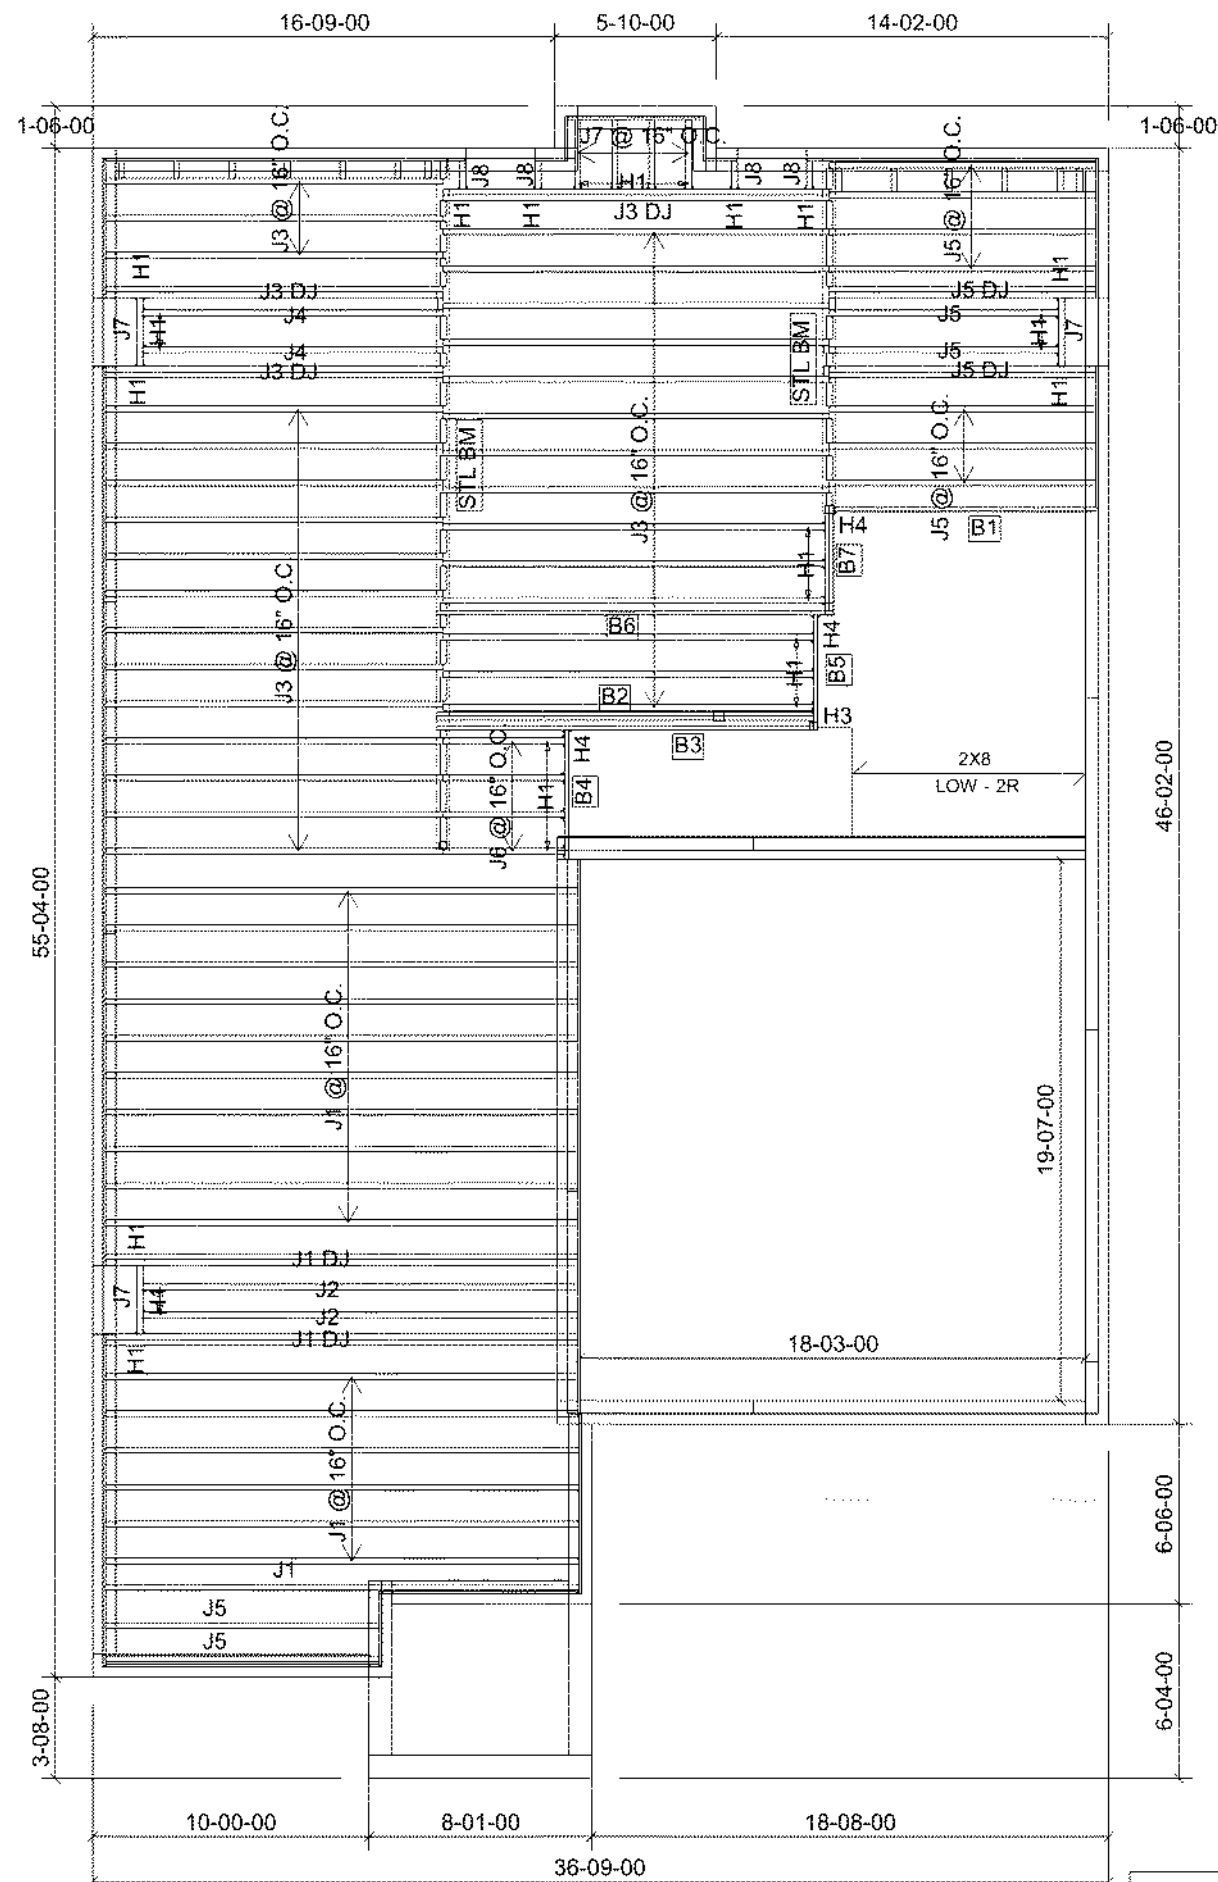 16-09-00
5-10-00
14-02-00
1-06-00
1-06-00
J3 @ 16" O.C.
J7 @ 16" O.C.
J5 @ 16" O.C.
J8
J8
J8
J8
H1
H1
H1
H1
H1
J3 DJ
H1
H1
J3 DJ
J5 DJ
J4
J5
J7
H1
H1
J7
J4
J5
J3 DJ
J5 DJ
H1
H1
STL BM
STL BM
J3 @ 16" O.C.
J5 @ 16" O.C.
H4
B1
B7
H1
J3 @ 16" O.C.
B6
H4
H1
B5
B2
H3
B3
J6 @ 16" O.C.
H4
H1
B4
2X8
LOW - 2R
46-02-00
55-04-00
J1 @ 16" O.C.
19-07-00
H1
J1 DJ
J2
J7
H1
J2
J1 DJ
H1
18-03-00
J1 @ 16" O.C.
6-06-00
J1
J5
J5
6-04-00
3-08-00
10-00-00
8-01-00
18-08-00
36-09-00